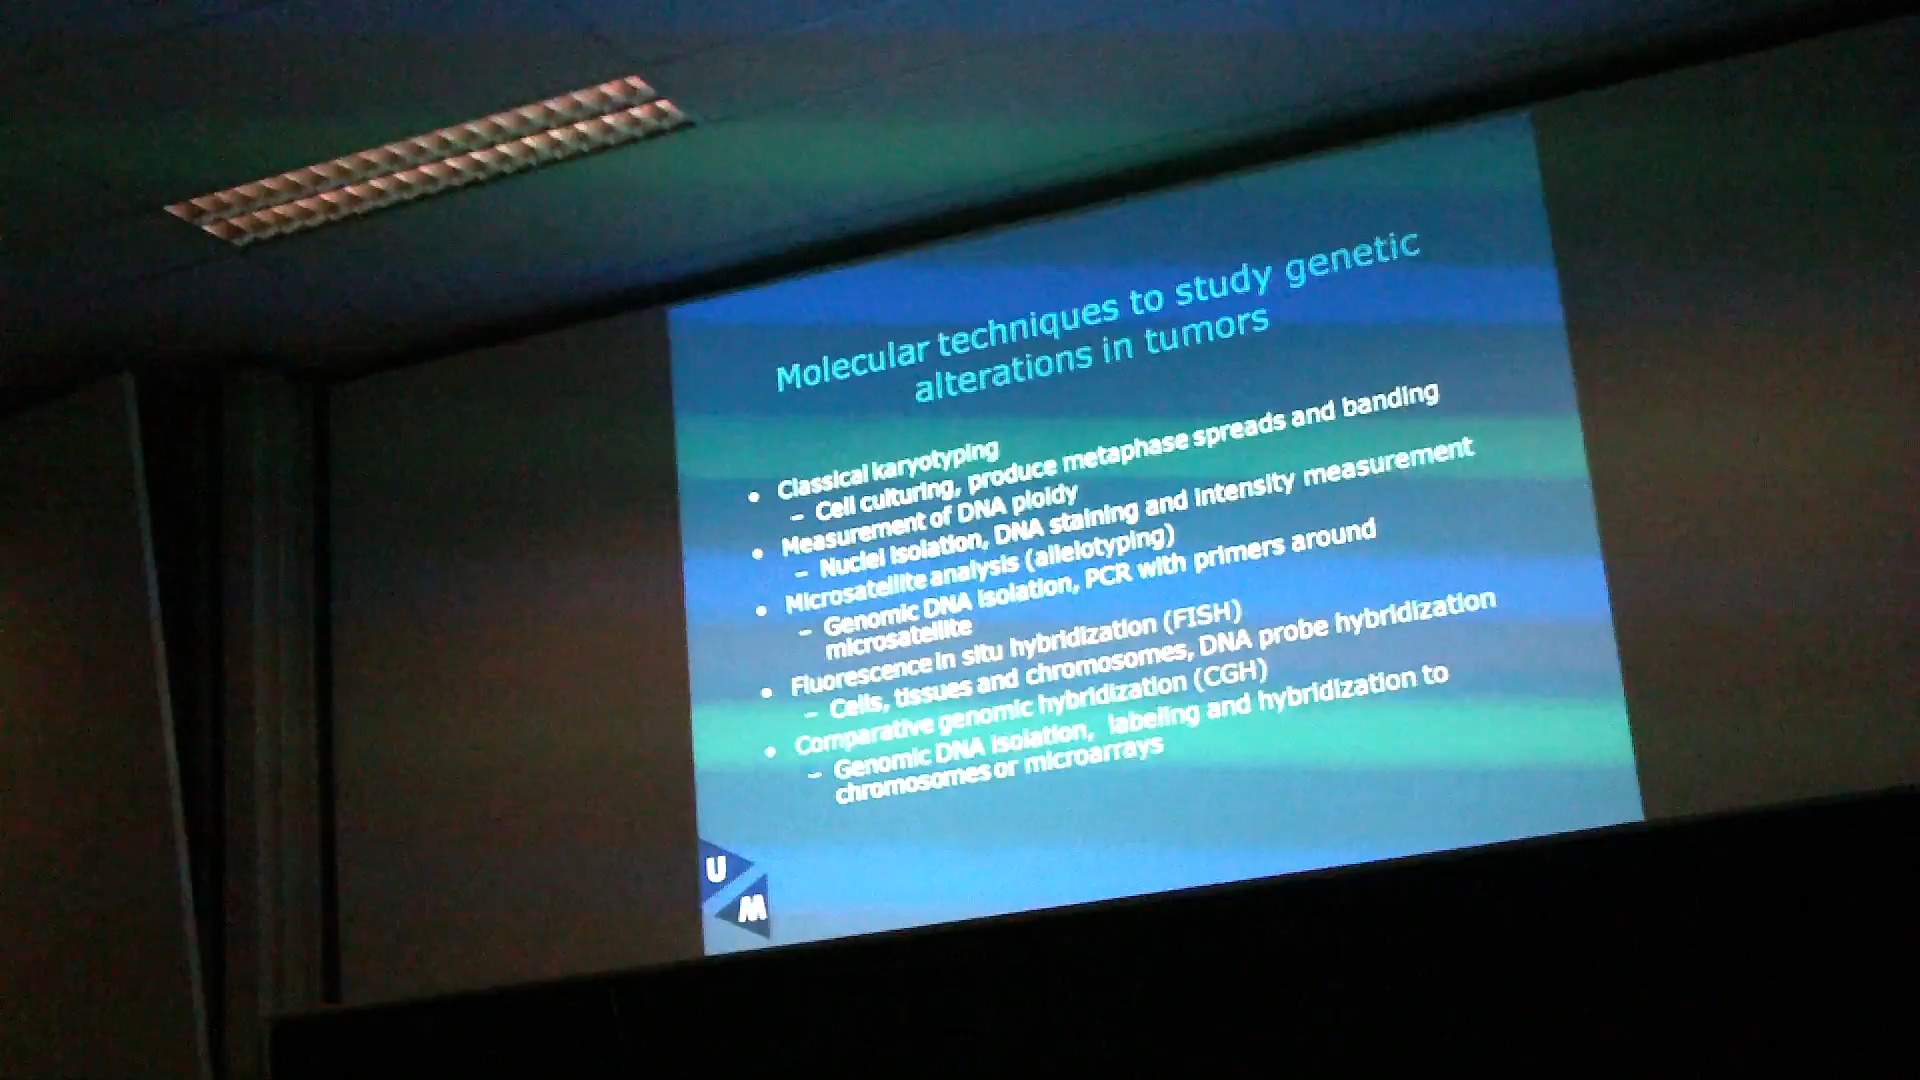 Molecular techniques to study genetic
alterations in tumors
• Classical karyotyping
– Cell culturing, produce metaphase spreads and banding
• Measurement of DNA ploidy
– Nuclei isolation, DNA staining and intensity measurement
• Microsatellite analysis (allelotyping)
– Genomic DNA isolation, PCR with primers around
microsatellite
• Fluorescence in situ hybridization (FISH)
– Cells, tissues and chromosomes, DNA probe hybridization
• Comparative genomic hybridization (CGH)
– Genomic DNA isolation, labeling and hybridization to
chromosomes or microarrays
U
M